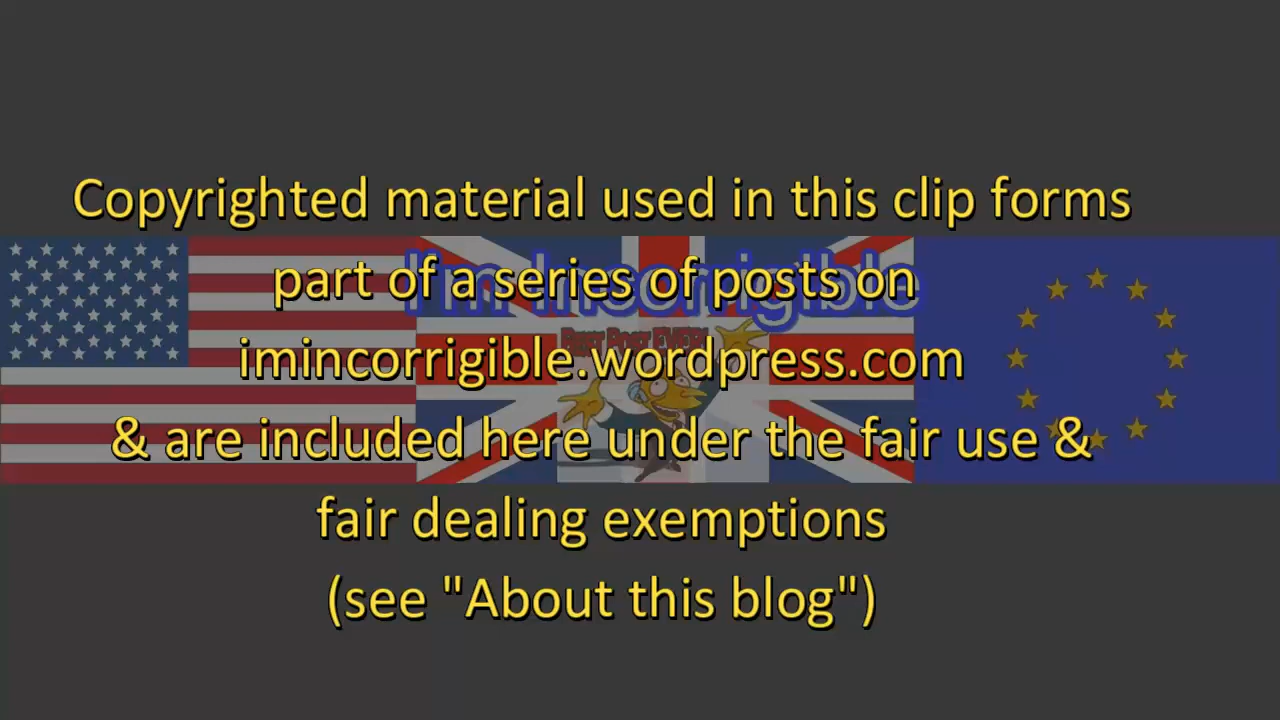 Copyrighted material used in this clip forms
part of a series of posts on
I'm Incorrigible
imincorrigible.wordpress.com
& are included here under the fair use &
fair dealing exemptions
(see "About this blog")